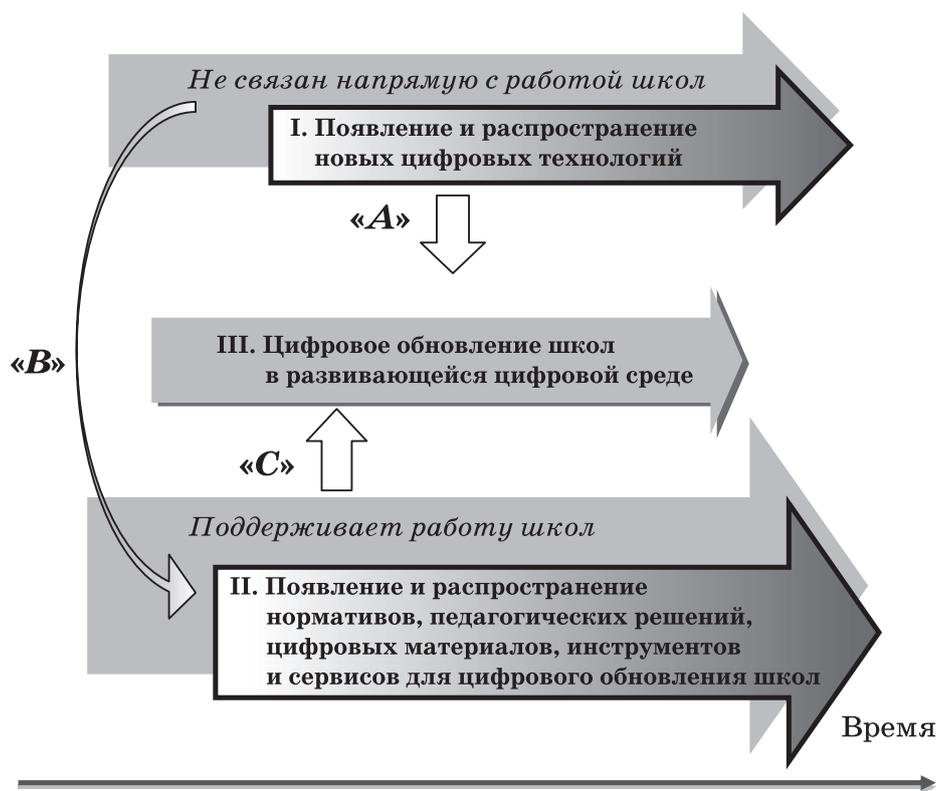 Не связан напрямую с работой школ
I. Появление и распространение
новых цифровых технологий
«A»
III. Цифровое обновление школ
в развивающейся цифровой среде
«B»
«C»
Поддерживает работу школ
II. Появление и распространение
нормативов, педагогических решений,
цифровых материалов, инструментов
и сервисов для цифрового обновления школ
Время